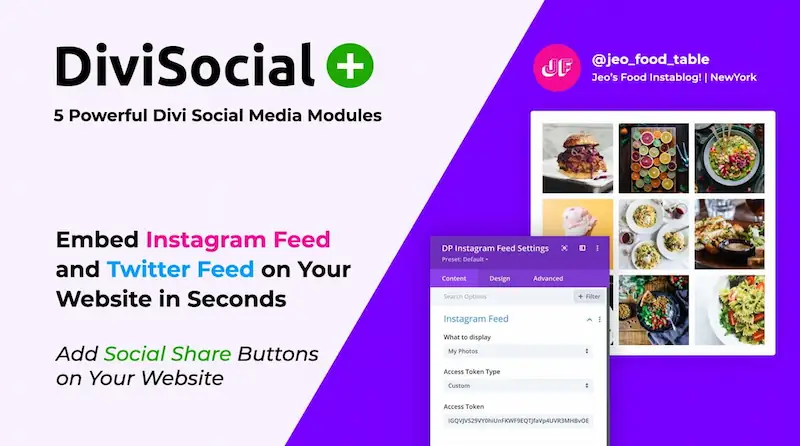 DiviSocial +
5 Powerful Divi Social Media Modules
Embed Instagram Feed
and Twitter Feed on Your
Website in Seconds
Add Social Share Buttons
on Your Website
JF
@jeo_food_table
Jeo's Food Instablog! | NewYork
DP Instagram Feed Settings
Preset: Default
Content Design Advanced
Search Options + Filter
Instagram Feed
What to display
My Photos
Access Token Type
Custom
Access Token